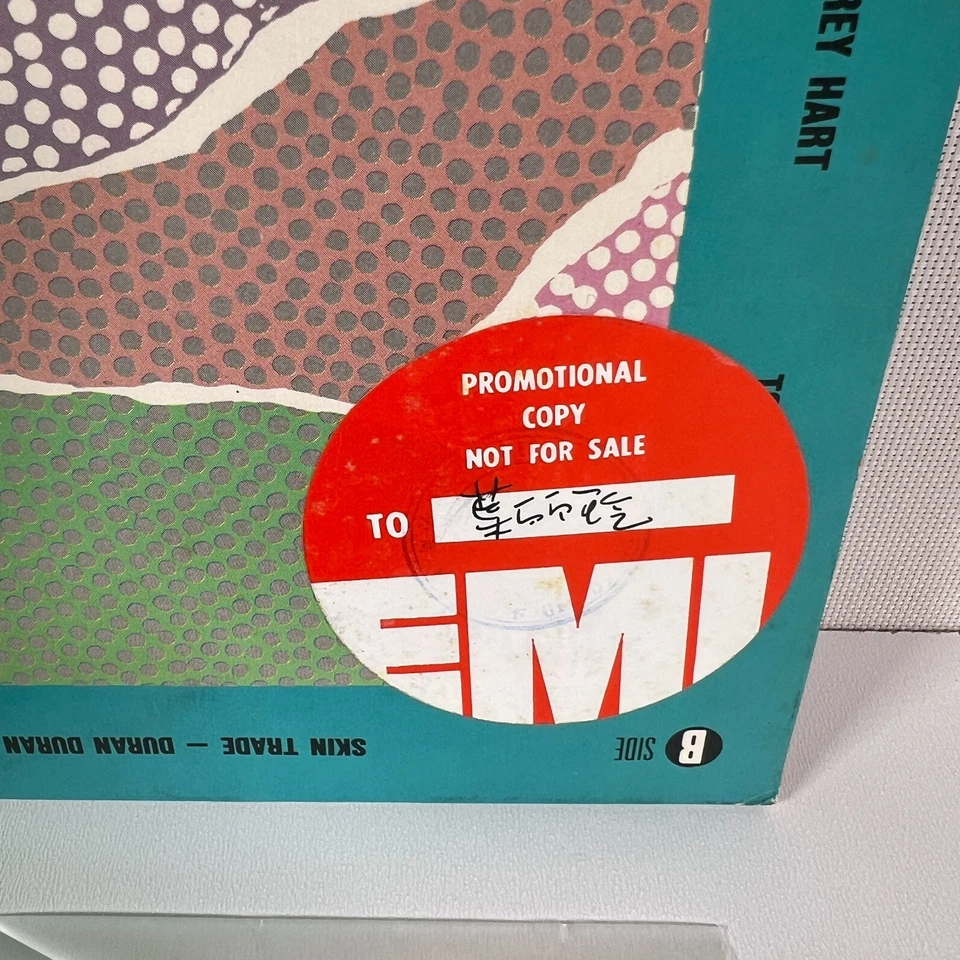 REY HART
PROMOTIONAL
COPY
NOT FOR SALE
TO
EMI
SKIN TRADE — DURAN DURAN
SIDE B